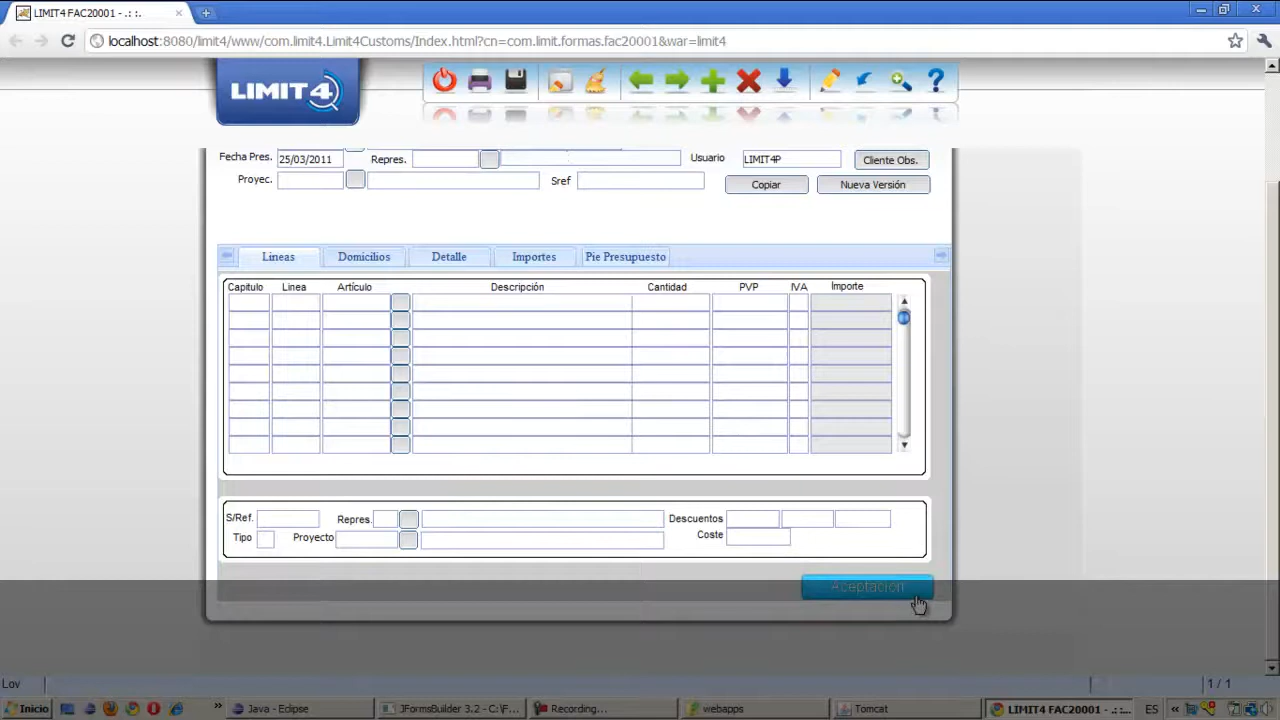 LIMIT4 FAC20001 - .: :.
localhost:8080/limit4/www/com.limit4.Limit4Customs/Index.html?cn=com.limit.formas.fac20001&war=limit4
LIMIT4
Fecha Pres. 25/03/2011 Repres. Usuario LIMIT4P Cliente Obs.
Proyec. Sref Copiar Nueva Versión
Lineas Domicilios Detalle Importes Pie Presupuesto
Capitulo Linea Artículo Descripción Cantidad PVP IVA Importe
S/Ref. Repres. Descuentos
Tipo Proyecto Coste
Aceptación
Lov 1 / 1
Inicio » Java - Eclipse JFormsBuilder 3.2 - C:\F... Recording... webapps Tomcat LIMIT4 FAC20001 - .: :... ES «